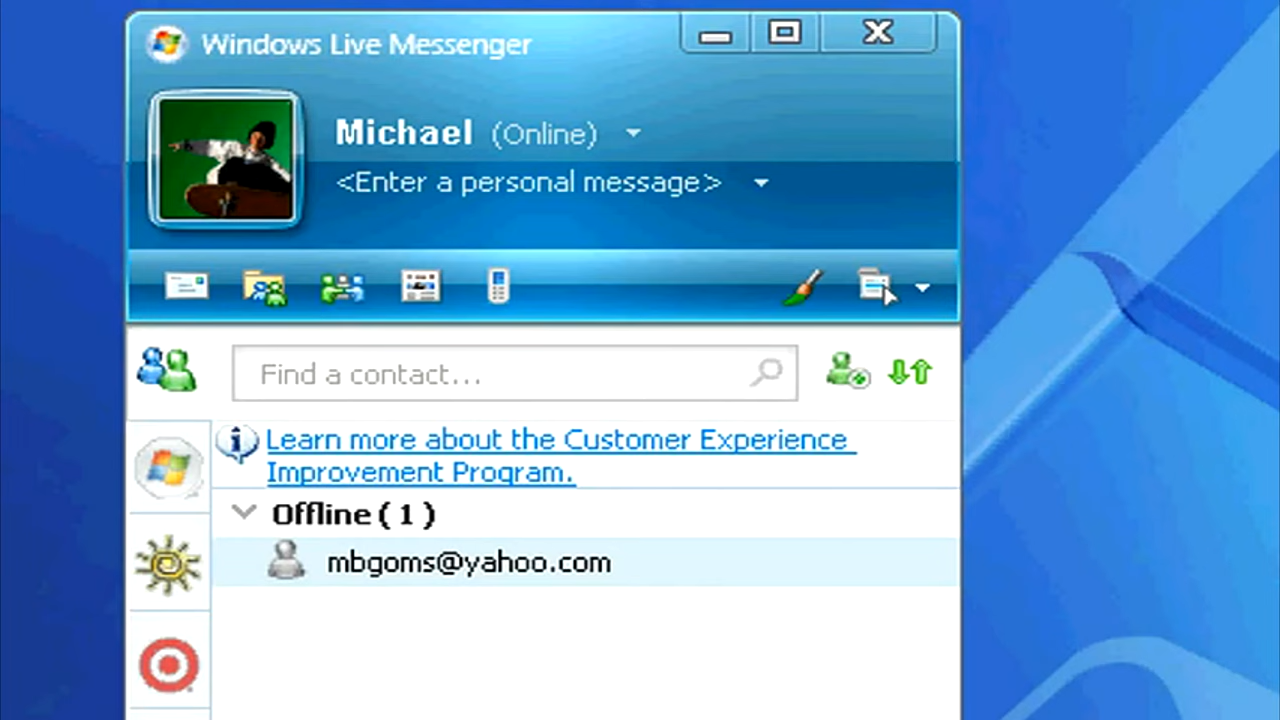 Windows Live Messenger
Michael (Online)
<Enter a personal message>
Find a contact...
Learn more about the Customer Experience
Improvement Program.
Offline ( 1 )
mbgoms@yahoo.com